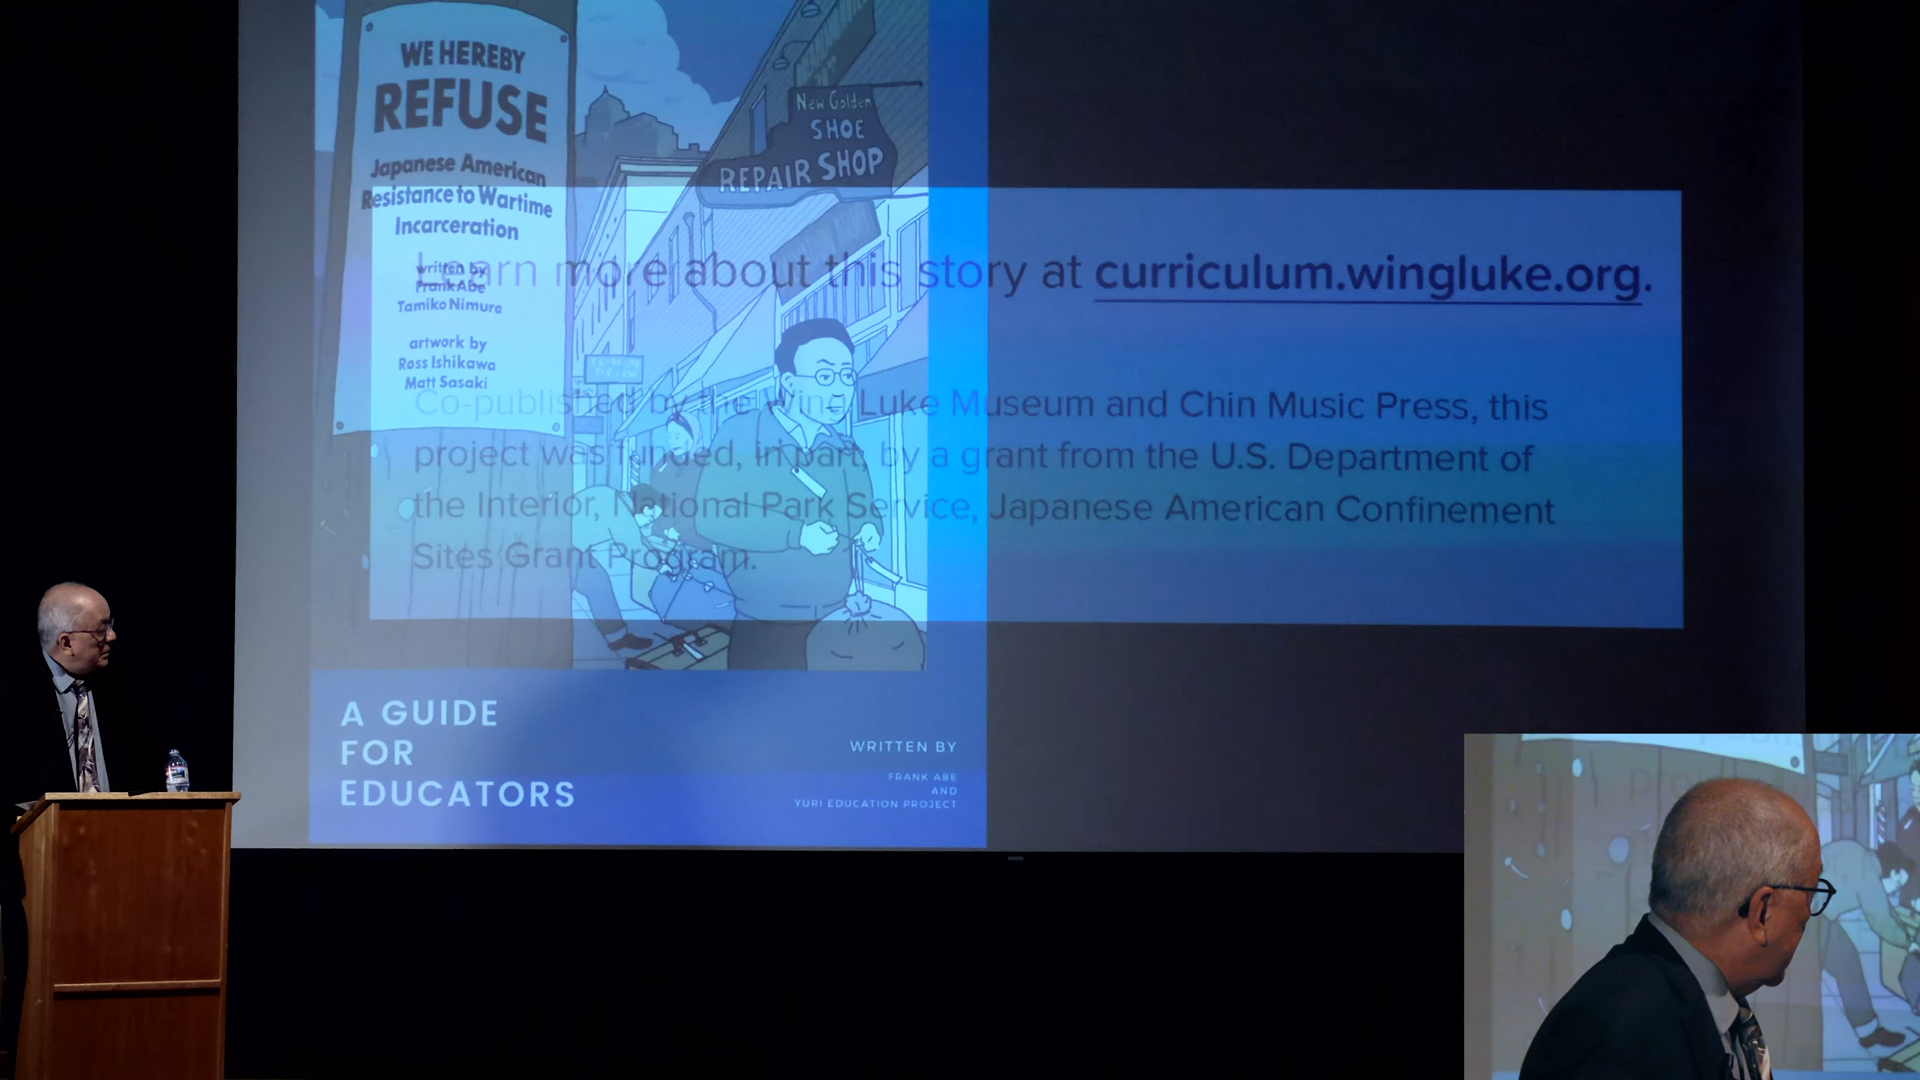 WE HEREBY
REFUSE
Japanese American
Resistance to Wartime
Incarceration
written by
Frank Abe
Tamiko Nimura
artwork by
Ross Ishikawa
Matt Sasaki
New Golden
SHOE
REPAIR SHOP
Learn more about this story at curriculum.wingluke.org.
Co-published by the Wing Luke Museum and Chin Music Press, this
project was funded, in part, by a grant from the U.S. Department of
the Interior, National Park Service, Japanese American Confinement
Sites Grant Program.
A GUIDE
FOR
EDUCATORS
WRITTEN BY
FRANK ABE
AND
YURI EDUCATION PROJECT